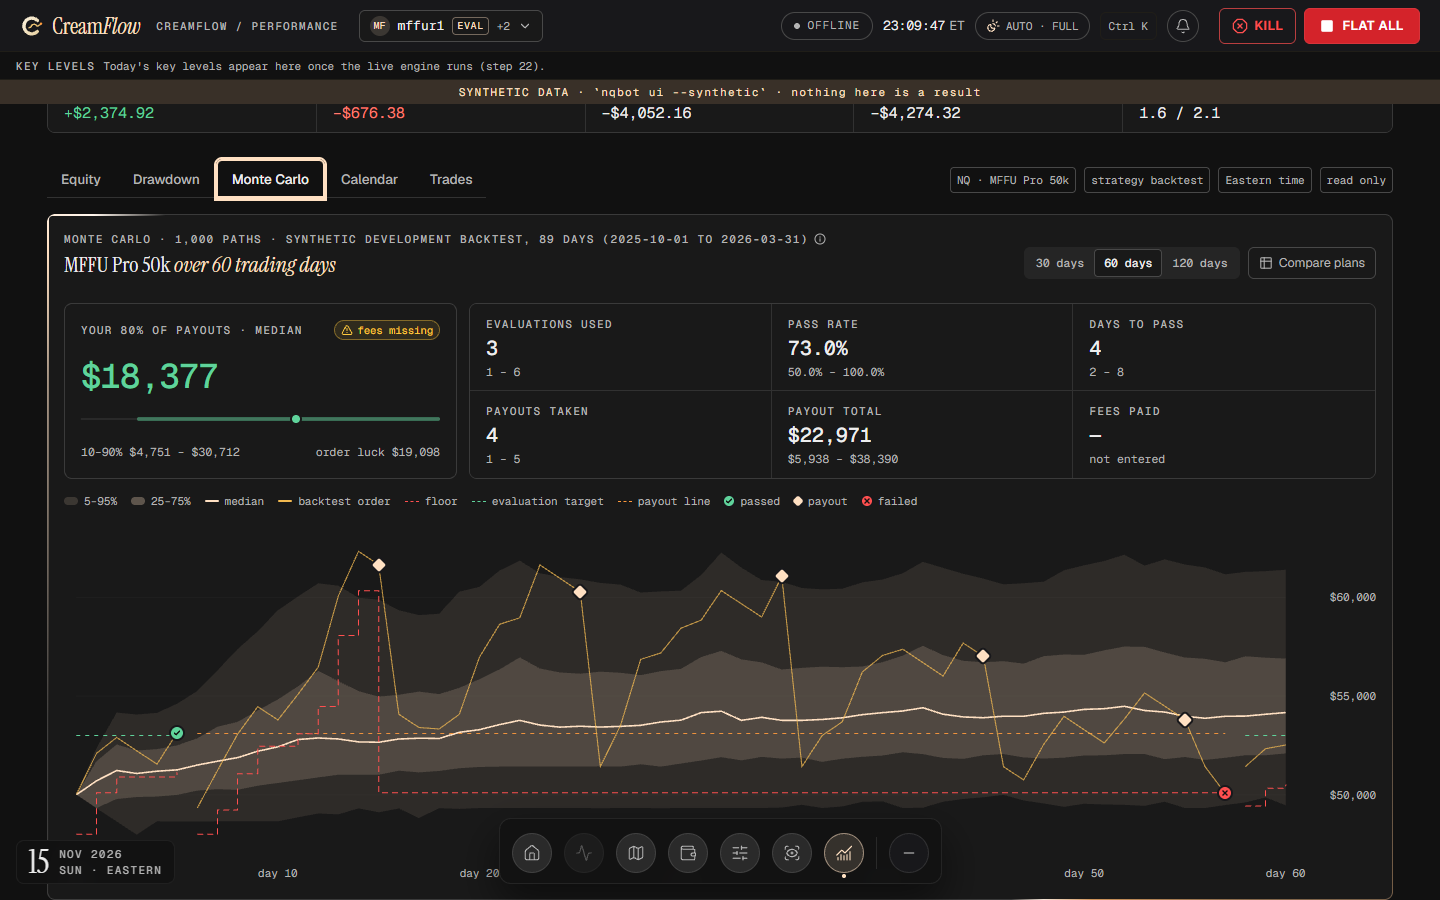 CreamFlow CREAMFLOW / PERFORMANCE MF mffur1 EVAL +2 OFFLINE 23:09:47 ET AUTO · FULL Ctrl K KILL FLAT ALL
KEY LEVELS Today's key levels appear here once the live engine runs (step 22).
SYNTHETIC DATA · `nqbot ui --synthetic` · nothing here is a result
+$2,374.92 −$676.38 −$4,052.16 −$4,274.32 1.6 / 2.1
Equity Drawdown Monte Carlo Calendar Trades NQ · MFFU Pro 50k strategy backtest Eastern time read only
MONTE CARLO · 1,000 PATHS · SYNTHETIC DEVELOPMENT BACKTEST, 89 DAYS (2025-10-01 TO 2026-03-31)
MFFU Pro 50k over 60 trading days
30 days 60 days 120 days Compare plans
YOUR 80% OF PAYOUTS · MEDIAN fees missing
$18,377
10-90% $4,751 – $30,712 order luck $19,098
EVALUATIONS USED
3
1 – 6
PASS RATE
73.0%
50.0% – 100.0%
DAYS TO PASS
4
2 – 8
PAYOUTS TAKEN
4
1 – 5
PAYOUT TOTAL
$22,971
$5,938 – $38,390
FEES PAID
—
not entered
5-95% 25-75% median backtest order floor evaluation target payout line passed payout failed
$60,000
$55,000
$50,000
15 NOV 2026
SUN · EASTERN
day 10 day 20 day 50 day 60